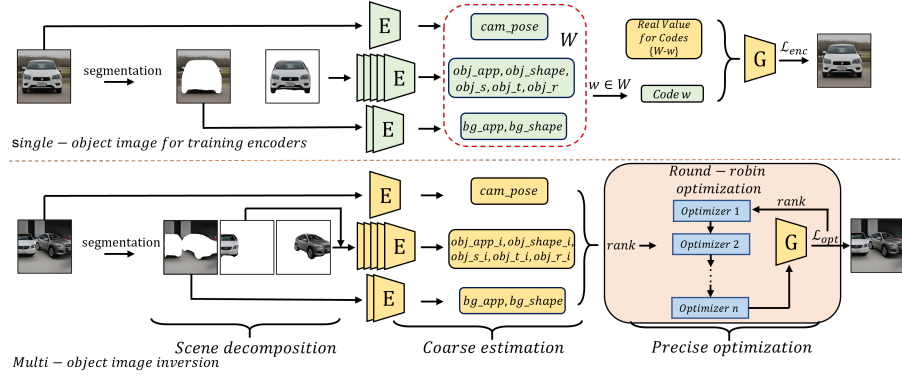 E
cam_pose
W
Real Value
for Codes
{W-w}
segmentation
E
obj_app, obj_shape,
obj_s, obj_t, obj_r
w ∈ W
Code w
G
ℒenc
E
bg_app, bg_shape
single − object image for training encoders
Round − robin
optimization
E
cam_pose
rank
Optimizer 1
segmentation
E
obj_app_i, obj_shape_i,
obj_s_i, obj_t_i, obj_r_i
rank
Optimizer 2
G
ℒopt
E
bg_app, bg_shape
Optimizer n
Scene decomposition
Coarse estimation
Precise optimization
Multi − object image inversion